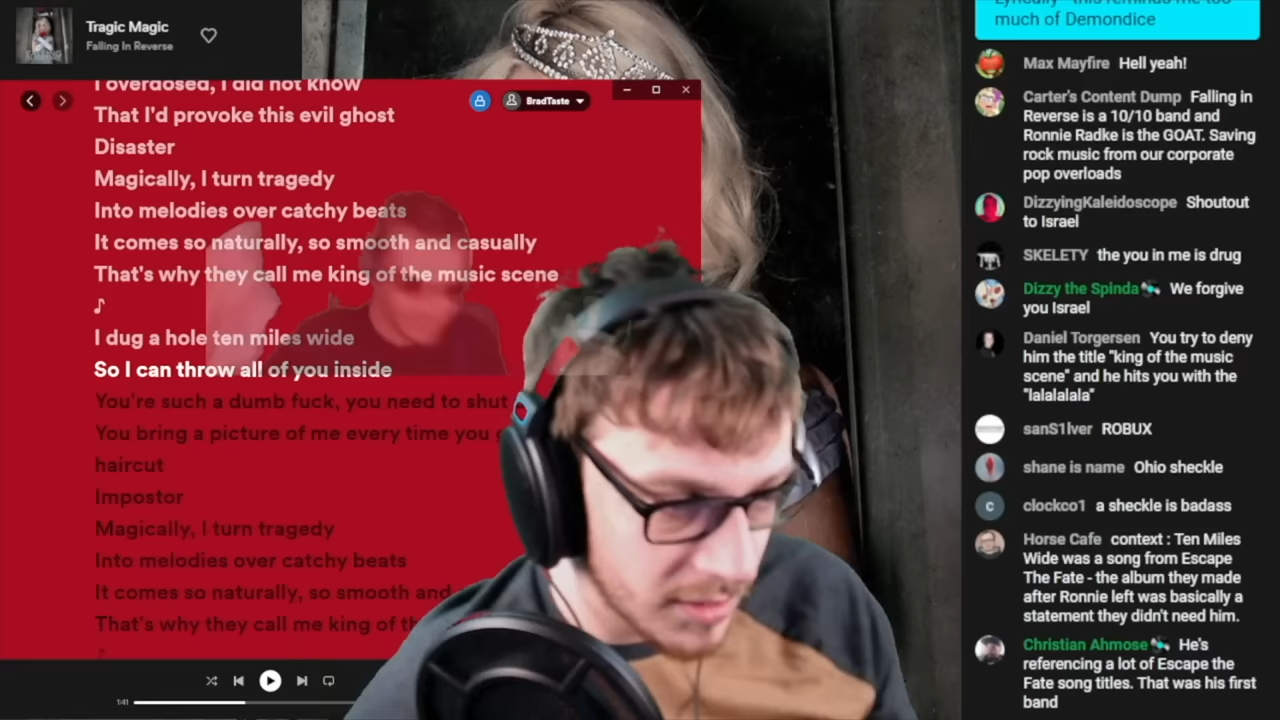 Tragic Magic
Falling In Reverse
BradTaste
I overdosed, I did not know
That I'd provoke this evil ghost
Disaster
Magically, I turn tragedy
Into melodies over catchy beats
It comes so naturally, so smooth and casually
That's why they call me king of the music scene
♪
I dug a hole ten miles wide
So I can throw all of you inside
You're such a dumb fuck, you need to shut
You bring a picture of me every time you
haircut
Impostor
Magically, I turn tragedy
Into melodies over catchy beats
It comes so naturally, so smooth and
That's why they call me king of
♪
1:41
Lyrically - this reminds me too
much of Demondice
Max Mayfire Hell yeah!
Carter's Content Dump Falling in
Reverse is a 10/10 band and
Ronnie Radke is the GOAT. Saving
rock music from our corporate
pop overloads
DizzyingKaleidoscope Shoutout
to Israel
SKELETY the you in me is drug
Dizzy the Spinda We forgive
you Israel
Daniel Torgersen You try to deny
him the title "king of the music
scene" and he hits you with the
"lalalalala"
sanS1lver ROBUX
shane is name Ohio sheckle
C
clockco1 a sheckle is badass
Horse Cafe context : Ten Miles
Wide was a song from Escape
The Fate - the album they made
after Ronnie left was basically a
statement they didn't need him.
Christian Ahmose He's
referencing a lot of Escape the
Fate song titles. That was his first
band